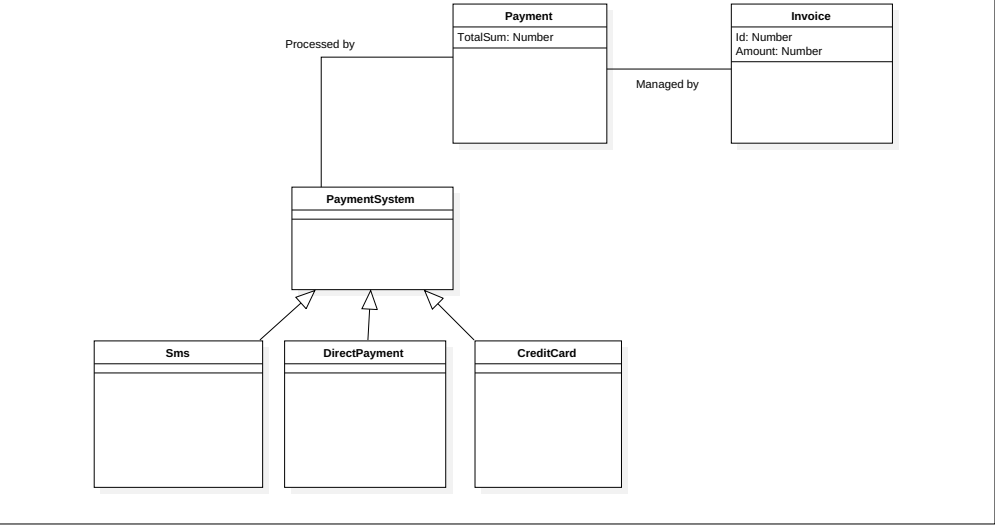 Payment
TotalSum: Number
Invoice
Id: Number
Amount: Number
Processed by
Managed by
PaymentSystem
Sms
DirectPayment
CreditCard